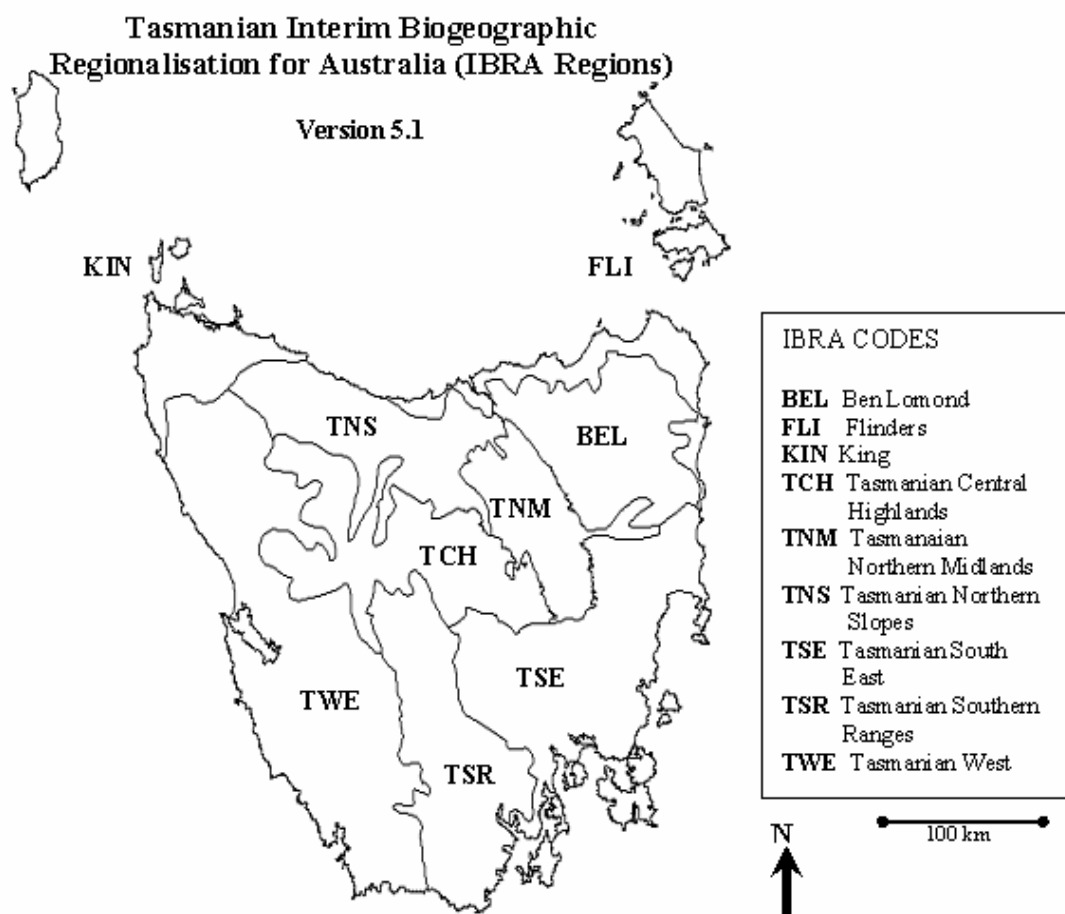 Tasmanian Interim Biogeographic
Regionalisation for Australia (IBRA Regions)
Version 5.1
KIN
FLI
TNS
BEL
TNM
TCH
TWE
TSE
TSR
IBRA CODES
BEL Ben Lomond
FLI Flinders
KIN King
TCH Tasmanian Central
Highlands
TNM Tasmanaian
Northern Midlands
TNS Tasmanian Northern
Slopes
TSE Tasmanian South
East
TSR Tasmanian Southern
Ranges
TWE Tasmanian West
100 km
N